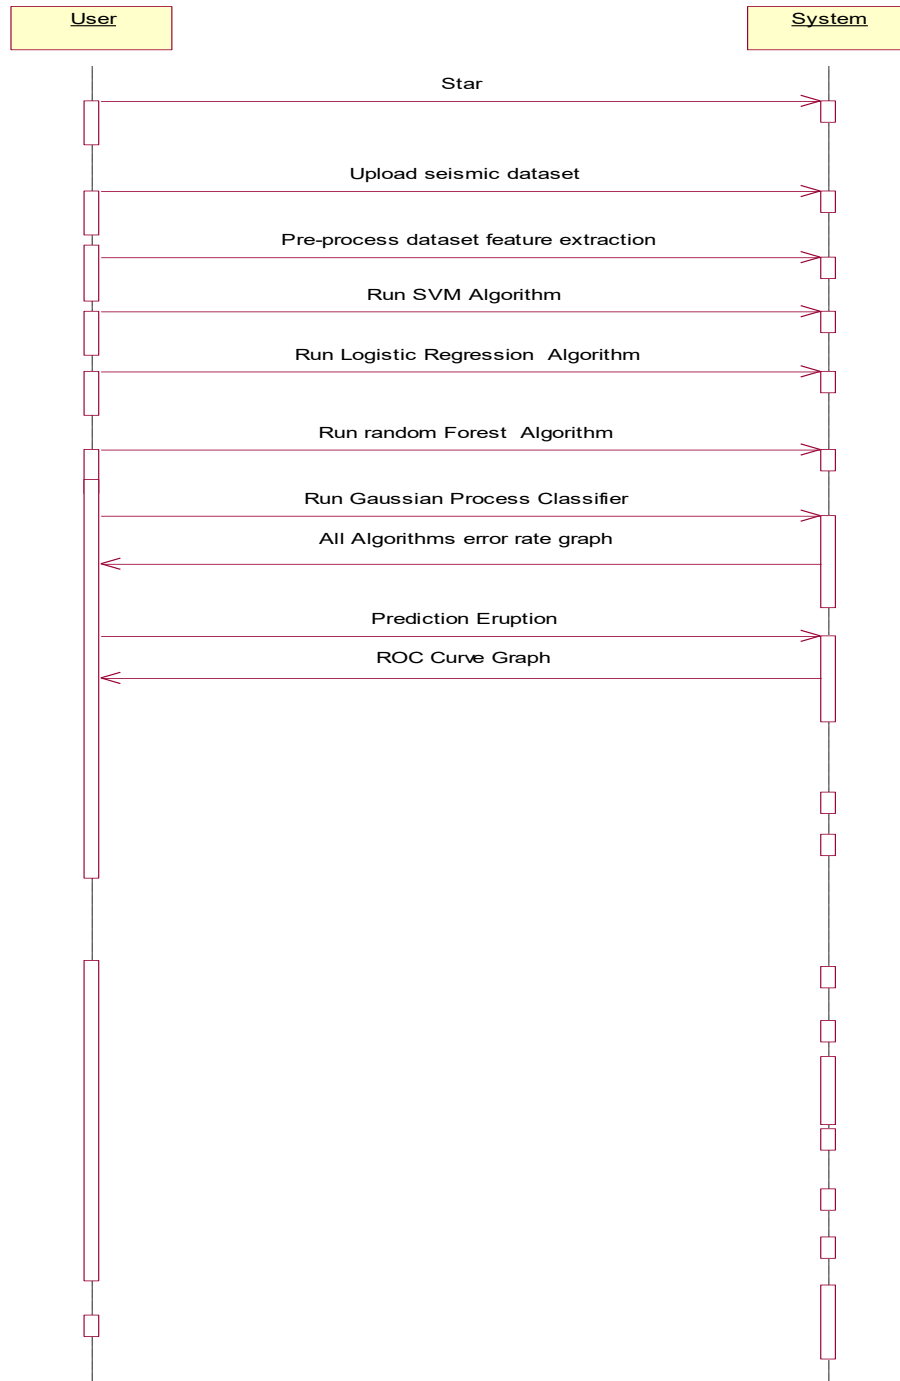 User
System
Star
Upload seismic dataset
Pre-process dataset feature extraction
Run SVM Algorithm
Run Logistic Regression  Algorithm
Run random Forest  Algorithm
Run Gaussian Process Classifier
All Algorithms error rate graph
Prediction Eruption
ROC Curve Graph